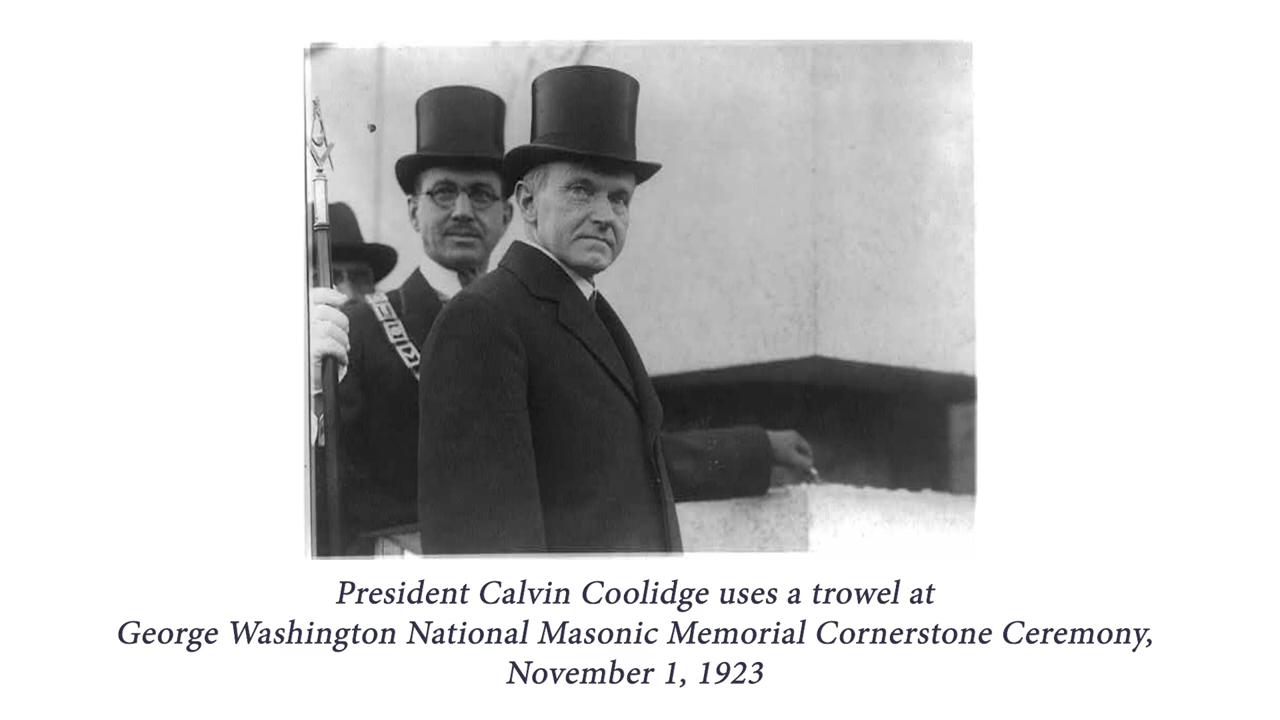 President Calvin Coolidge uses a trowel at
George Washington National Masonic Memorial Cornerstone Ceremony,
November 1, 1923